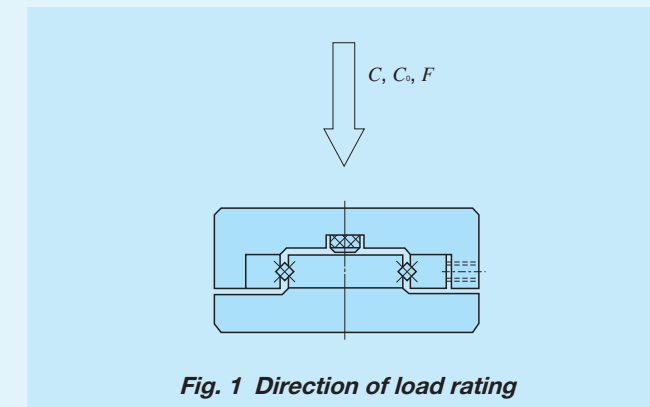 C, C₀, F
Fig. 1 Direction of load rating